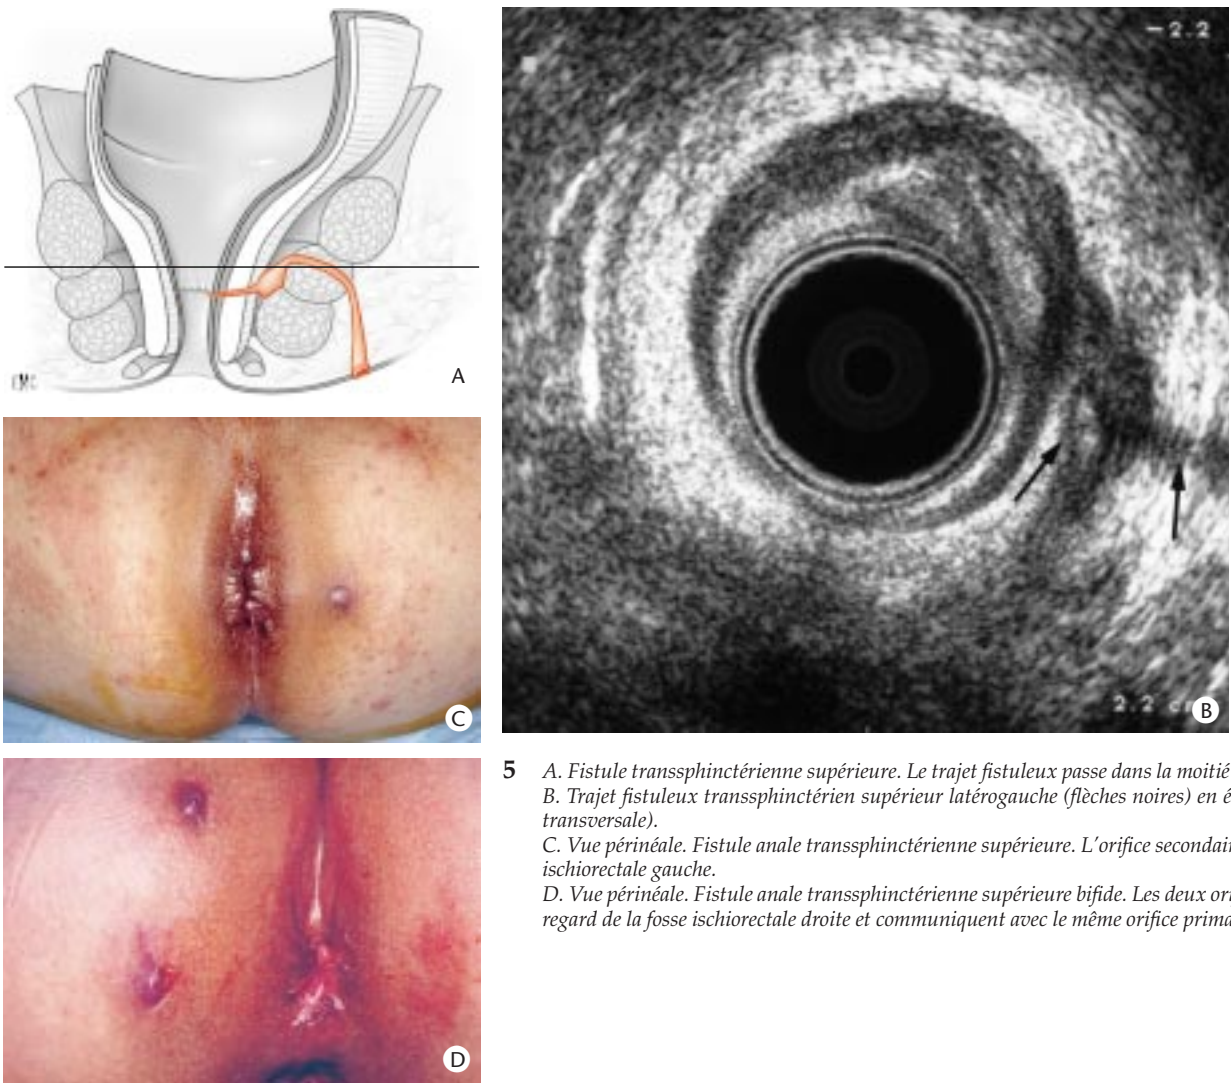 EMC
A
- 2.2
2.2 c
B
C
D
5 A. Fistule transsphinctérienne supérieure. Le trajet fistuleux passe dans la moitié
B. Trajet fistuleux transsphinctérien supérieur latérogauche (flèches noires) en é
transversale).
C. Vue périnéale. Fistule anale transsphinctérienne supérieure. L'orifice secondair
ischiorectale gauche.
D. Vue périnéale. Fistule anale transsphinctérienne supérieure bifide. Les deux or
regard de la fosse ischiorectale droite et communiquent avec le même orifice prima